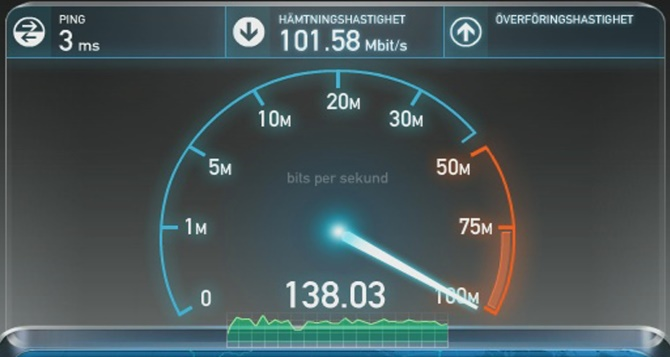 PING
3 ms
HÄMTNINGSHASTIGHET
101.58 Mbit/s
ÖVERFÖRINGSHASTIGHET
20M
10M
30M
5M
50M
bits per sekund
1M
75M
0
138.03
100M